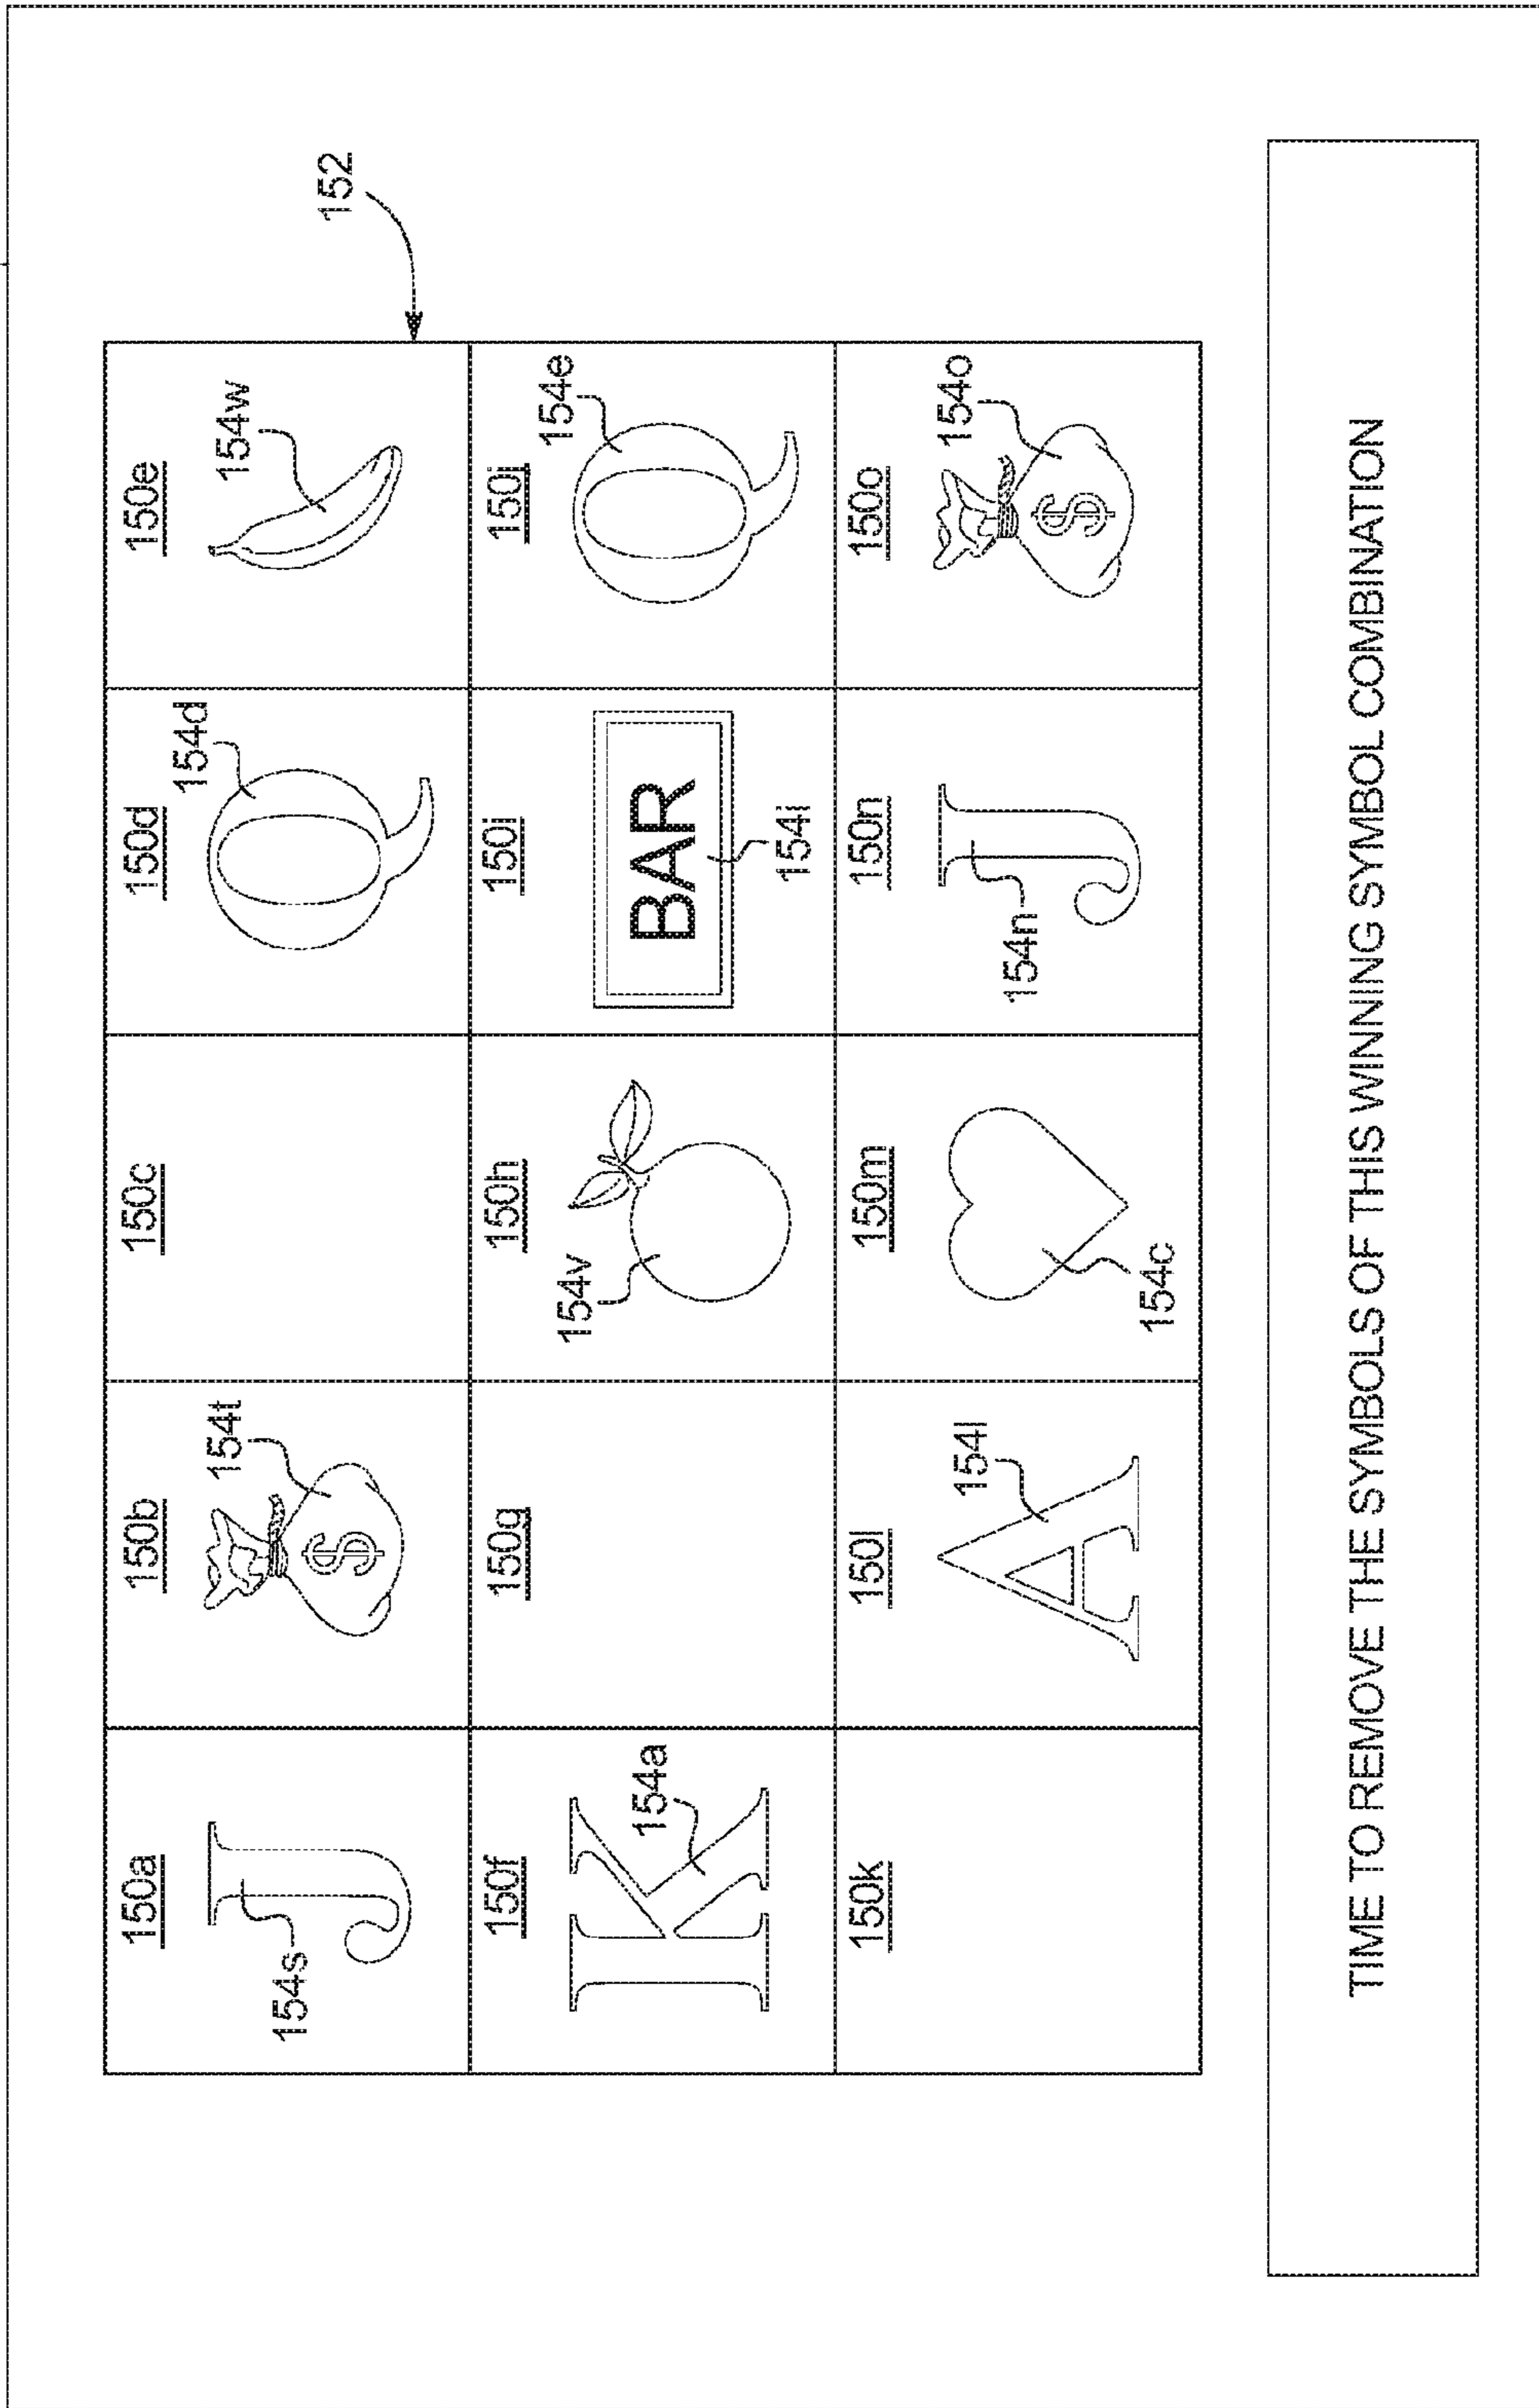 152
150a 150b 150c 150d 150e
154s J 154t $ 154d Q 154w
150f 150g 150h 150i 150j
K 154a 154v BAR 154i Q 154e
150k 150l 150m 150n 150o
A 154l 154c 154n J $ 154o
TIME TO REMOVE THE SYMBOLS OF THIS WINNING SYMBOL COMBINATION